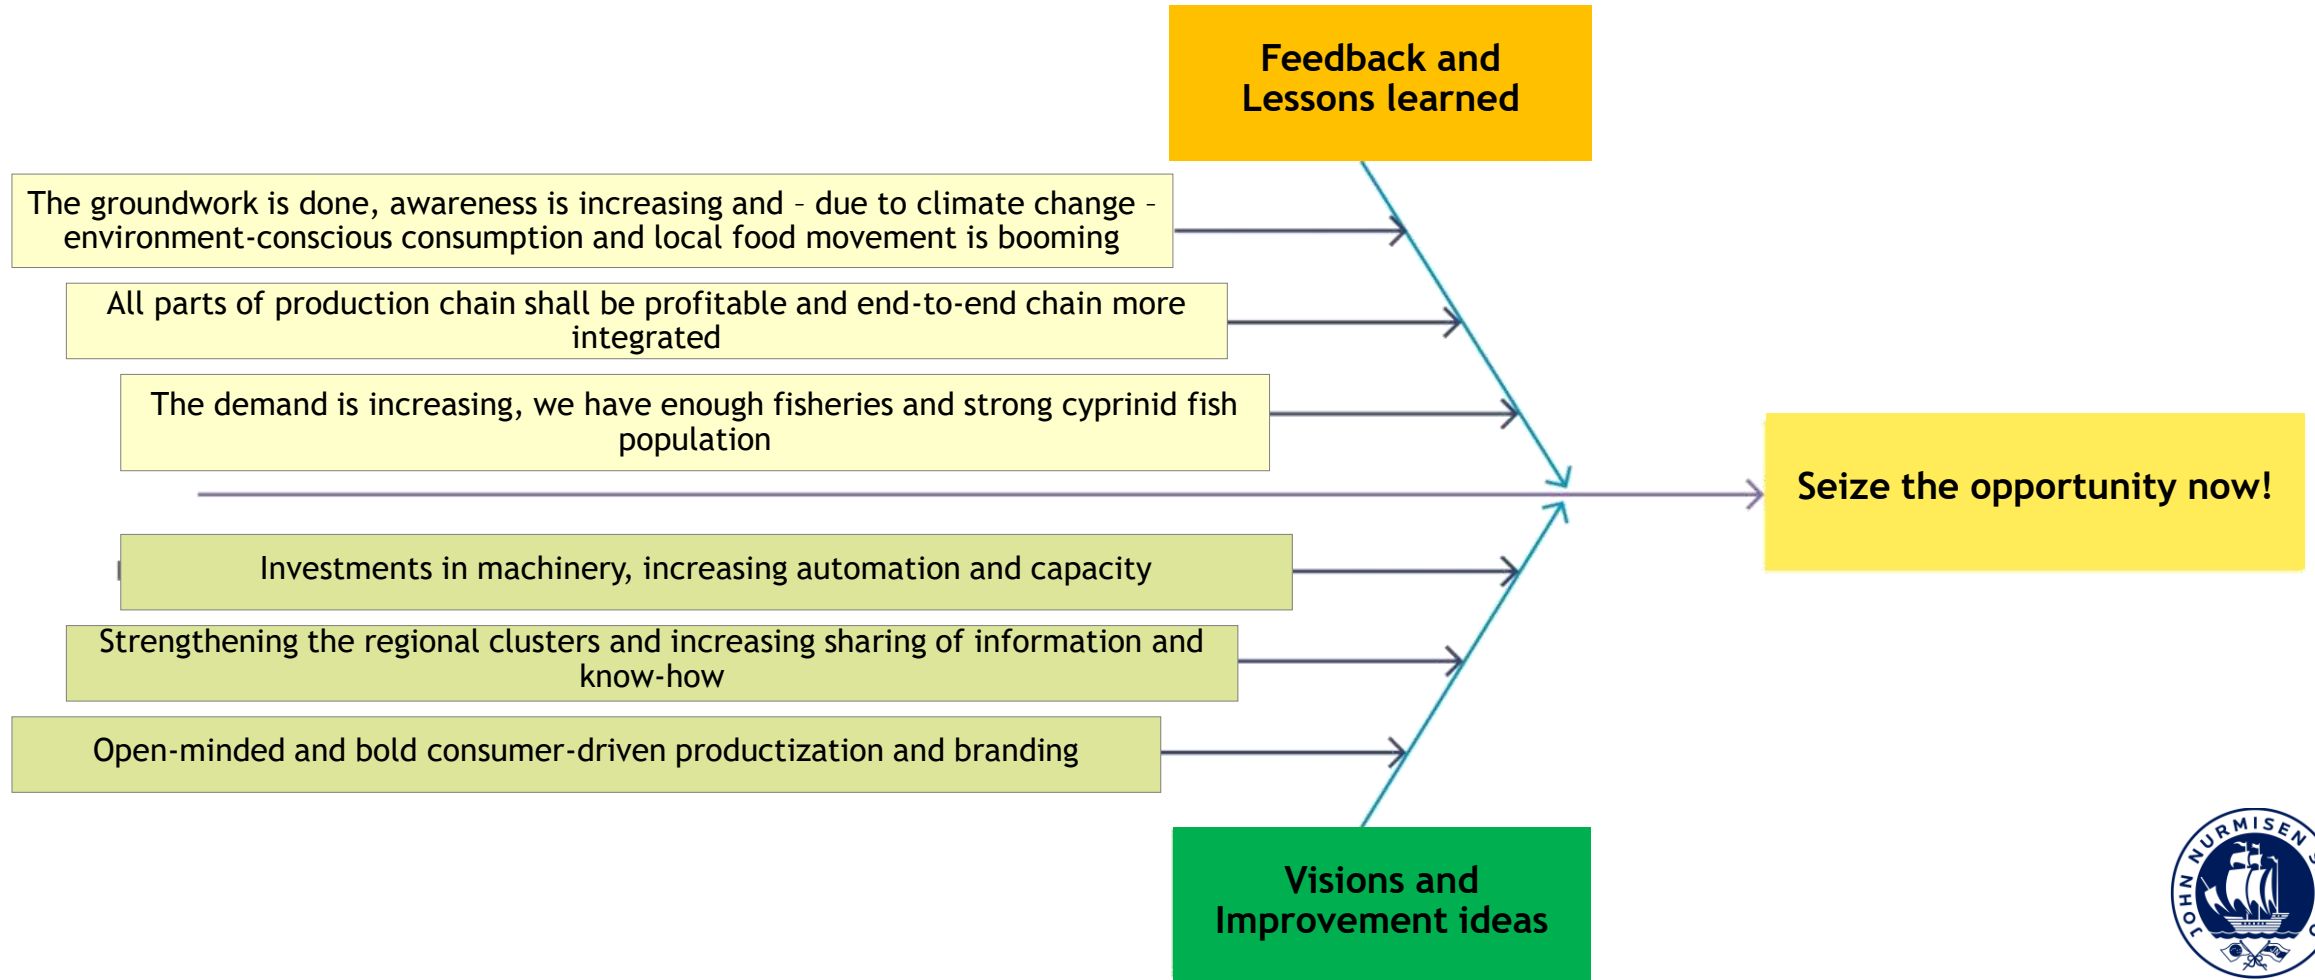 Feedback and
Lessons learned
The groundwork is done, awareness is increasing and – due to climate change –
environment-conscious consumption and local food movement is booming
All parts of production chain shall be profitable and end-to-end chain more
integrated
The demand is increasing, we have enough fisheries and strong cyprinid fish
population
Seize the opportunity now!
Investments in machinery, increasing automation and capacity
Strengthening the regional clusters and increasing sharing of information and
know-how
Open-minded and bold consumer-driven productization and branding
Visions and
Improvement ideas
JOHN NURMISEN